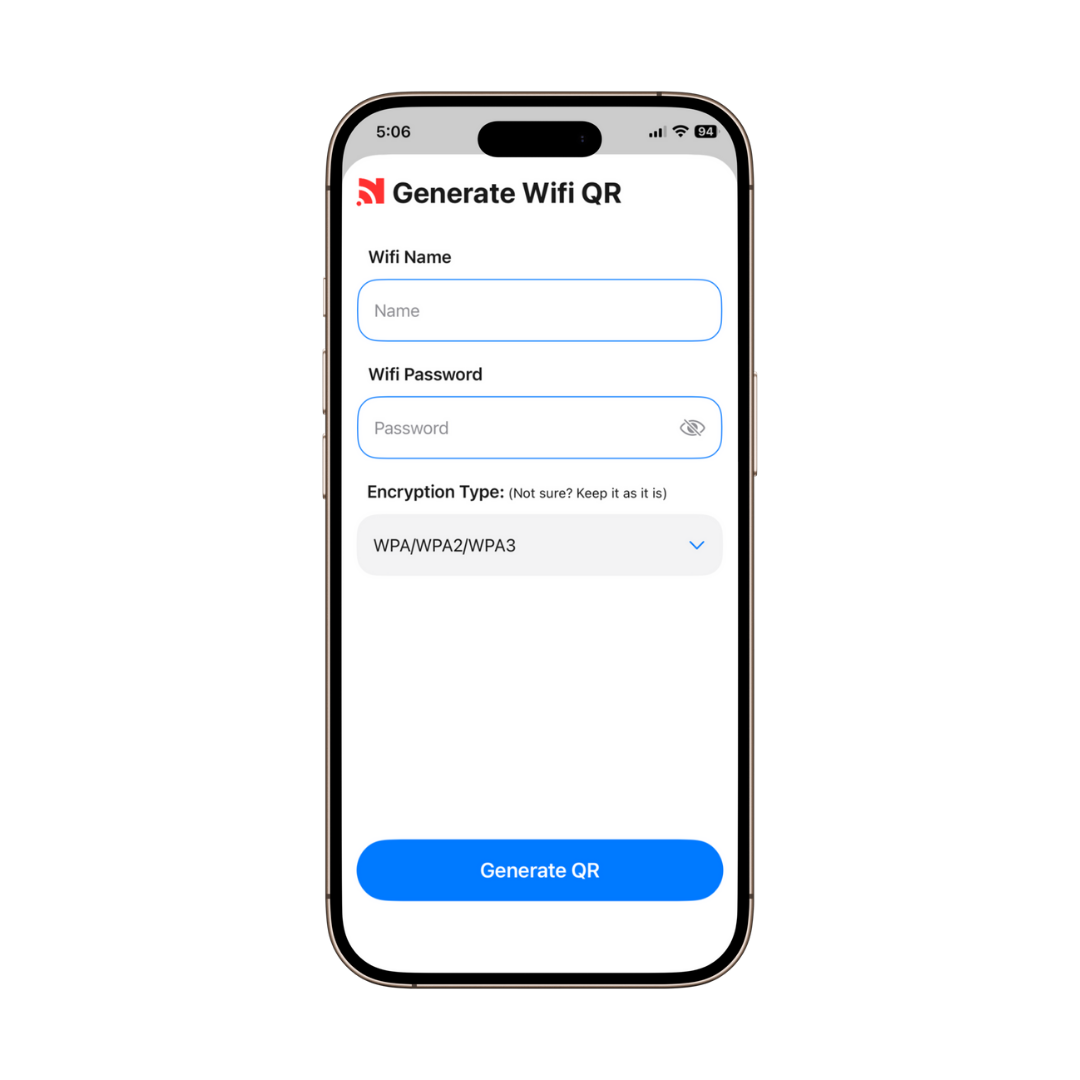 5:06
94
Generate Wifi QR
Wifi Name
Name
Wifi Password
Password
Encryption Type: (Not sure? Keep it as it is)
WPA/WPA2/WPA3
Generate QR